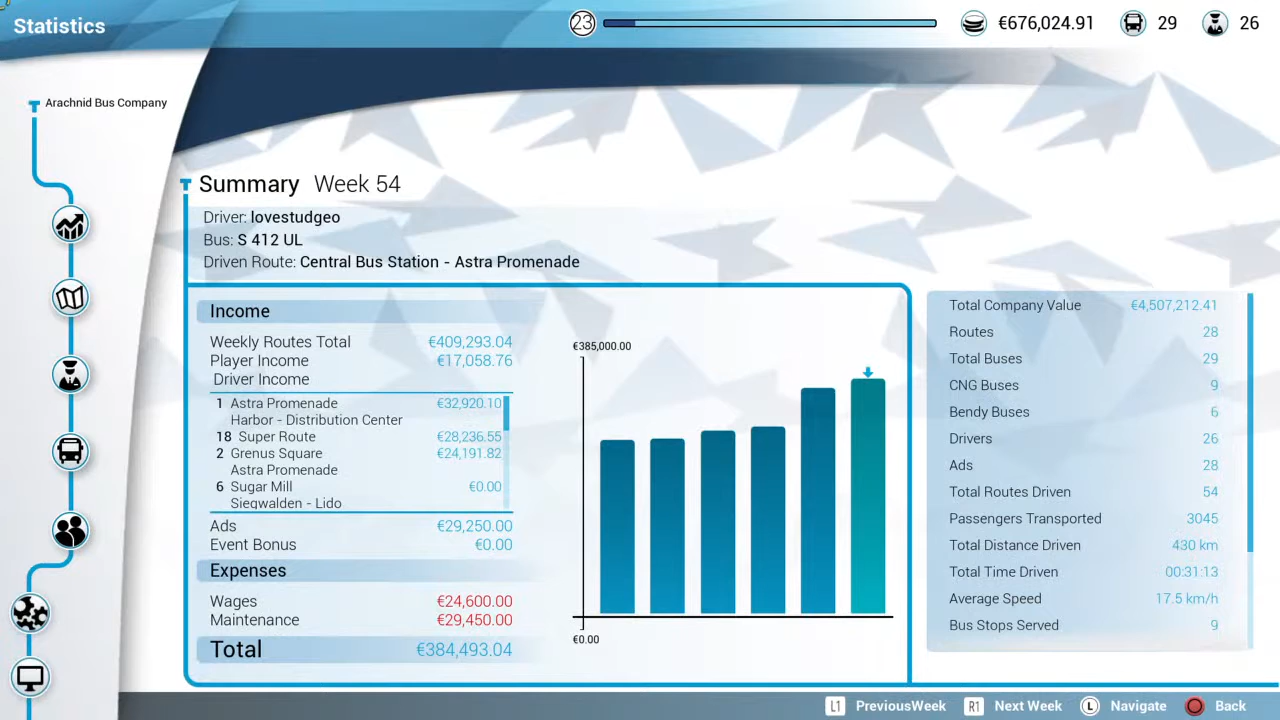 Statistics
23
€676,024.91
29
26
Arachnid Bus Company
Summary Week 54
Driver: lovestudgeo
Bus: S 412 UL
Driven Route: Central Bus Station - Astra Promenade
Income
Weekly Routes Total €409,293.04
Player Income €17,058.76
Driver Income
1 Astra Promenade €32,920.10
Harbor - Distribution Center
18 Super Route €28,236.55
2 Grenus Square €24,191.82
Astra Promenade
6 Sugar Mill €0.00
Siegwalden - Lido
Ads €29,250.00
Event Bonus €0.00
Expenses
Wages €24,600.00
Maintenance €29,450.00
Total €384,493.04
€385,000.00
€0.00
Total Company Value €4,507,212.41
Routes 28
Total Buses 29
CNG Buses 9
Bendy Buses 6
Drivers 26
Ads 28
Total Routes Driven 54
Passengers Transported 3045
Total Distance Driven 430 km
Total Time Driven 00:31:13
Average Speed 17.5 km/h
Bus Stops Served 9
L1 PreviousWeek R1 Next Week L Navigate Back